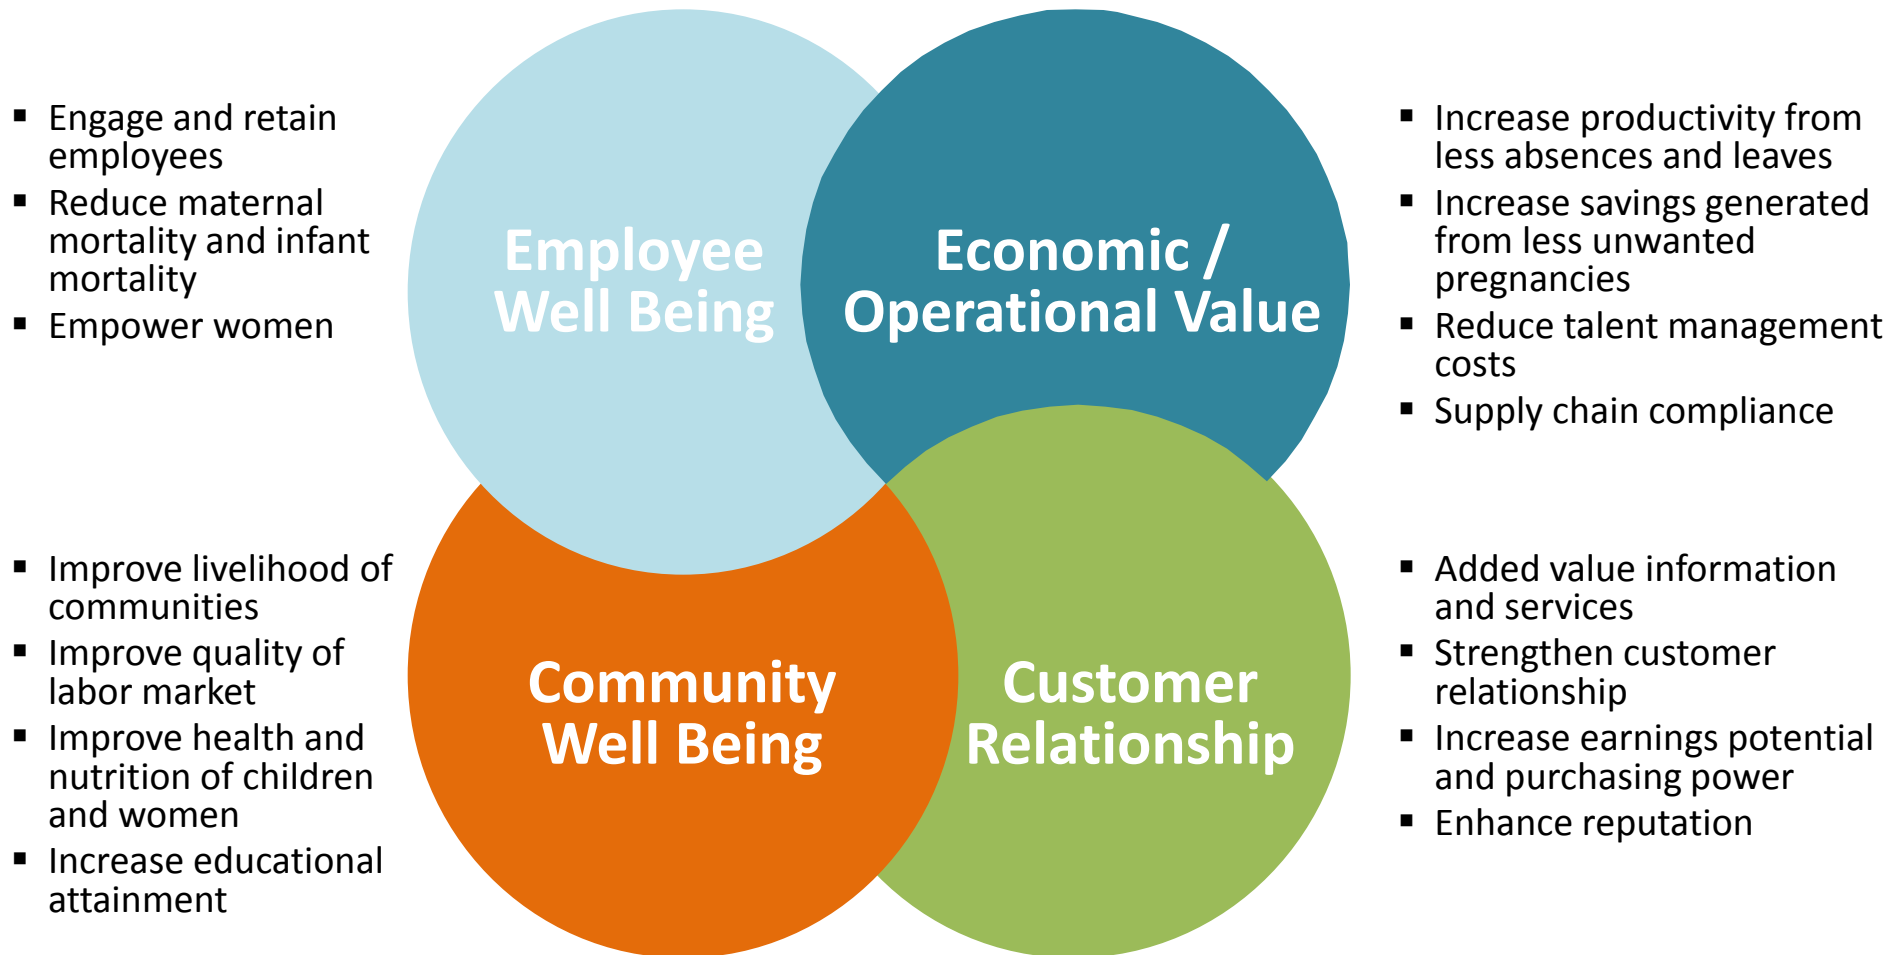 ▪ Engage and retain
employees
▪ Reduce maternal
mortality and infant
mortality
▪ Empower women
Employee
Well Being
Economic /
Operational Value
▪ Increase productivity from
less absences and leaves
▪ Increase savings generated
from less unwanted
pregnancies
▪ Reduce talent management
costs
▪ Supply chain compliance
▪ Improve livelihood of
communities
▪ Improve quality of
labor market
▪ Improve health and
nutrition of children
and women
▪ Increase educational
attainment
Community
Well Being
Customer
Relationship
▪ Added value information
and services
▪ Strengthen customer
relationship
▪ Increase earnings potential
and purchasing power
▪ Enhance reputation